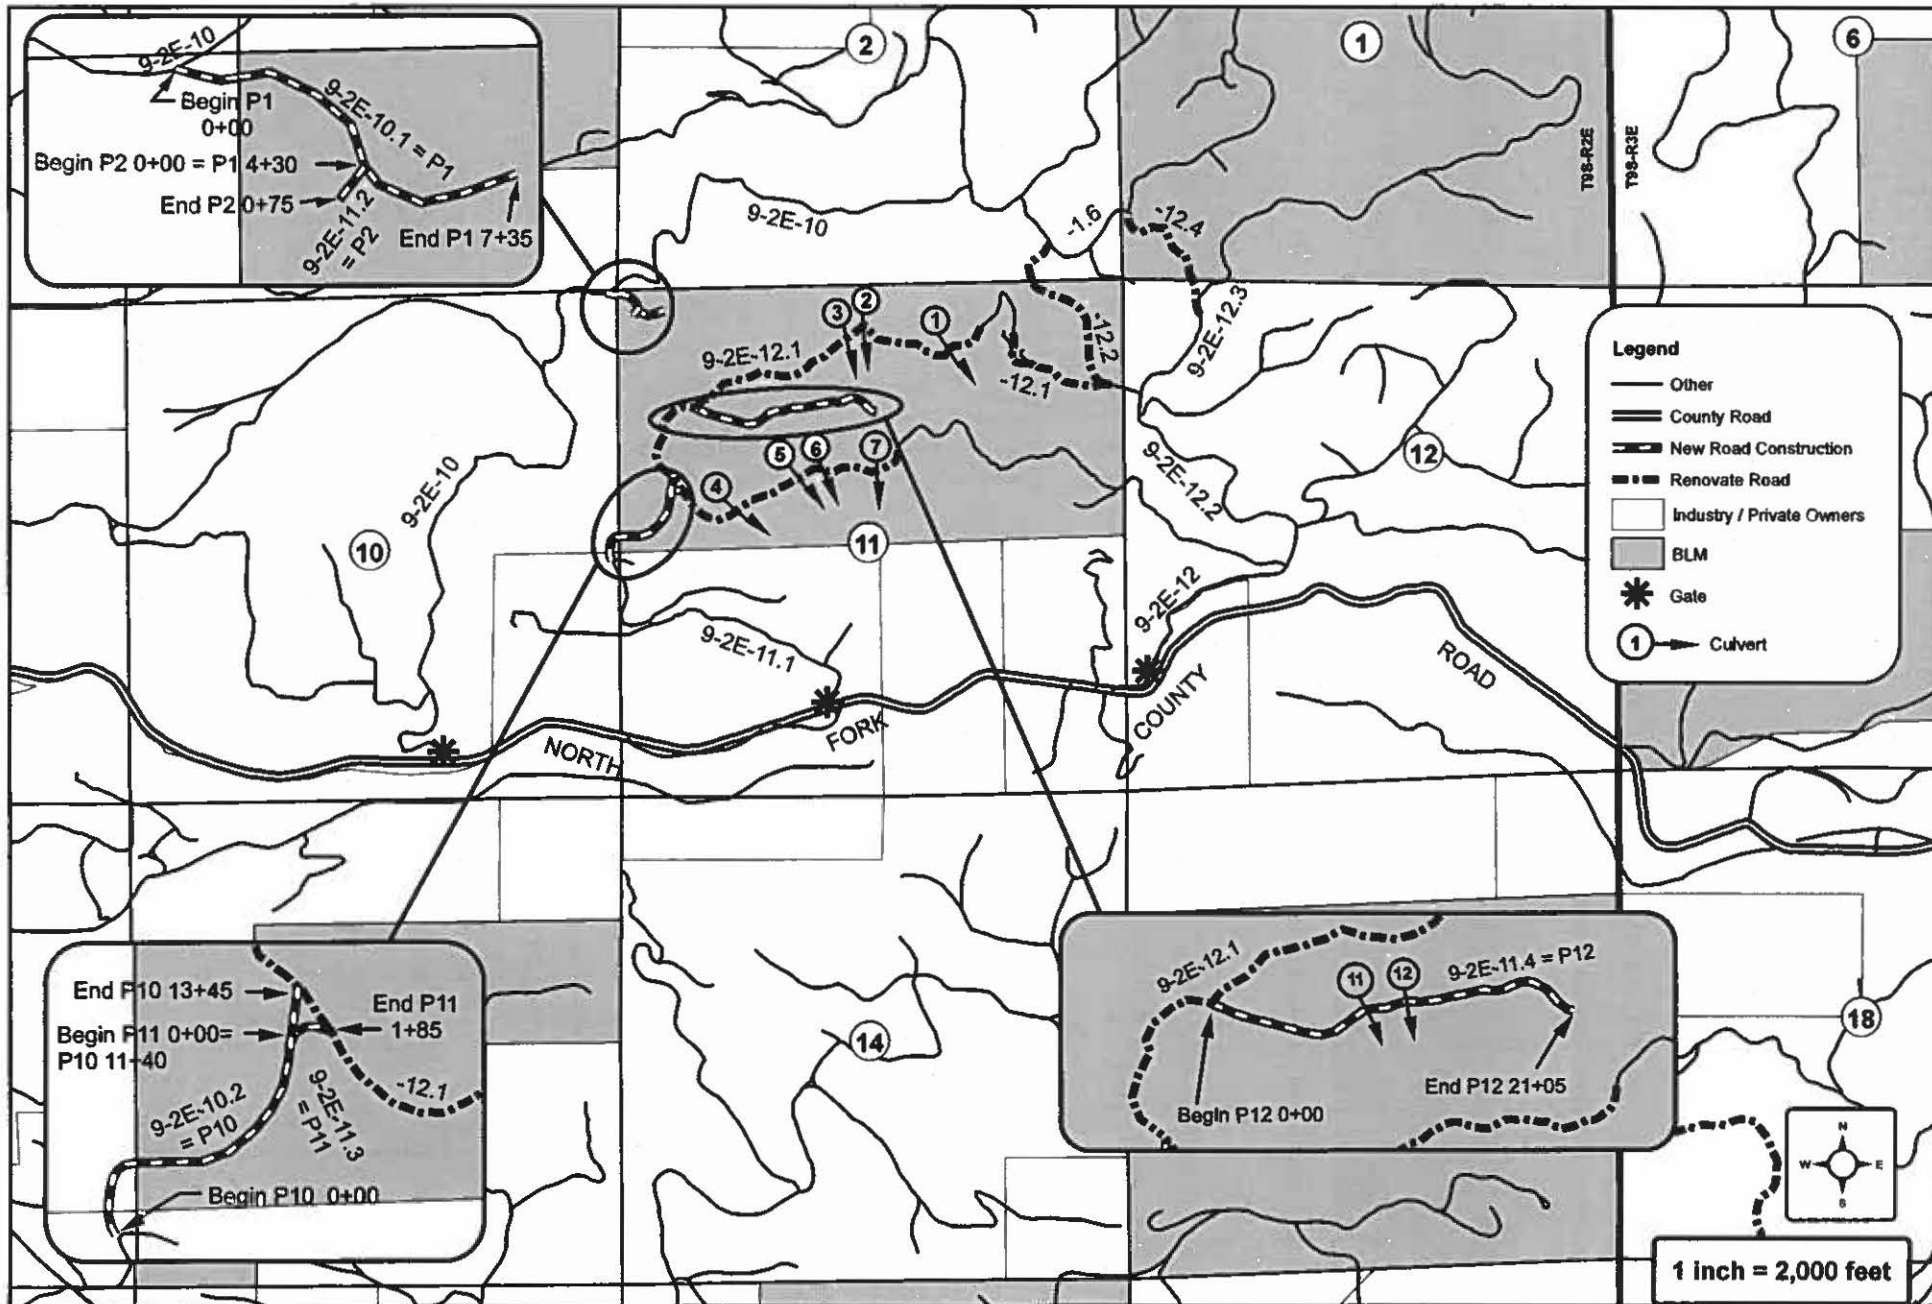 9-2E-10
Begin P1
0+00
9-2E-10.1 = P1
Begin P2 0+00 = P1 4+30
End P2 0+75
9-2E-11.2
= P2
End P1 7+35
2
1
6
T9S-R2E
T9S-R3E
9-2E-10
-1.6
-12.4
9-2E-12.3
-12.2
3
2
1
9-2E-12.1
-12.1
5
6
7
4
9-2E-10
10
11
12
9-2E-12.2
9-2E-12
9-2E-11.1
NORTH
FORK
COUNTY
ROAD
Legend
Other
County Road
New Road Construction
Renovate Road
Industry / Private Owners
BLM
Gate
1
Culvert
End P10 13+45
Begin P11 0+00=
P10 11+40
End P11
1+85
-12.1
9-2E-10.2
= P10
9-2E-11.3
= P11
Begin P10 0+00
14
9-2E-12.1
11
12
9-2E-11.4 = P12
Begin P12 0+00
End P12 21+05
18
N
W
E
S
1 inch = 2,000 feet